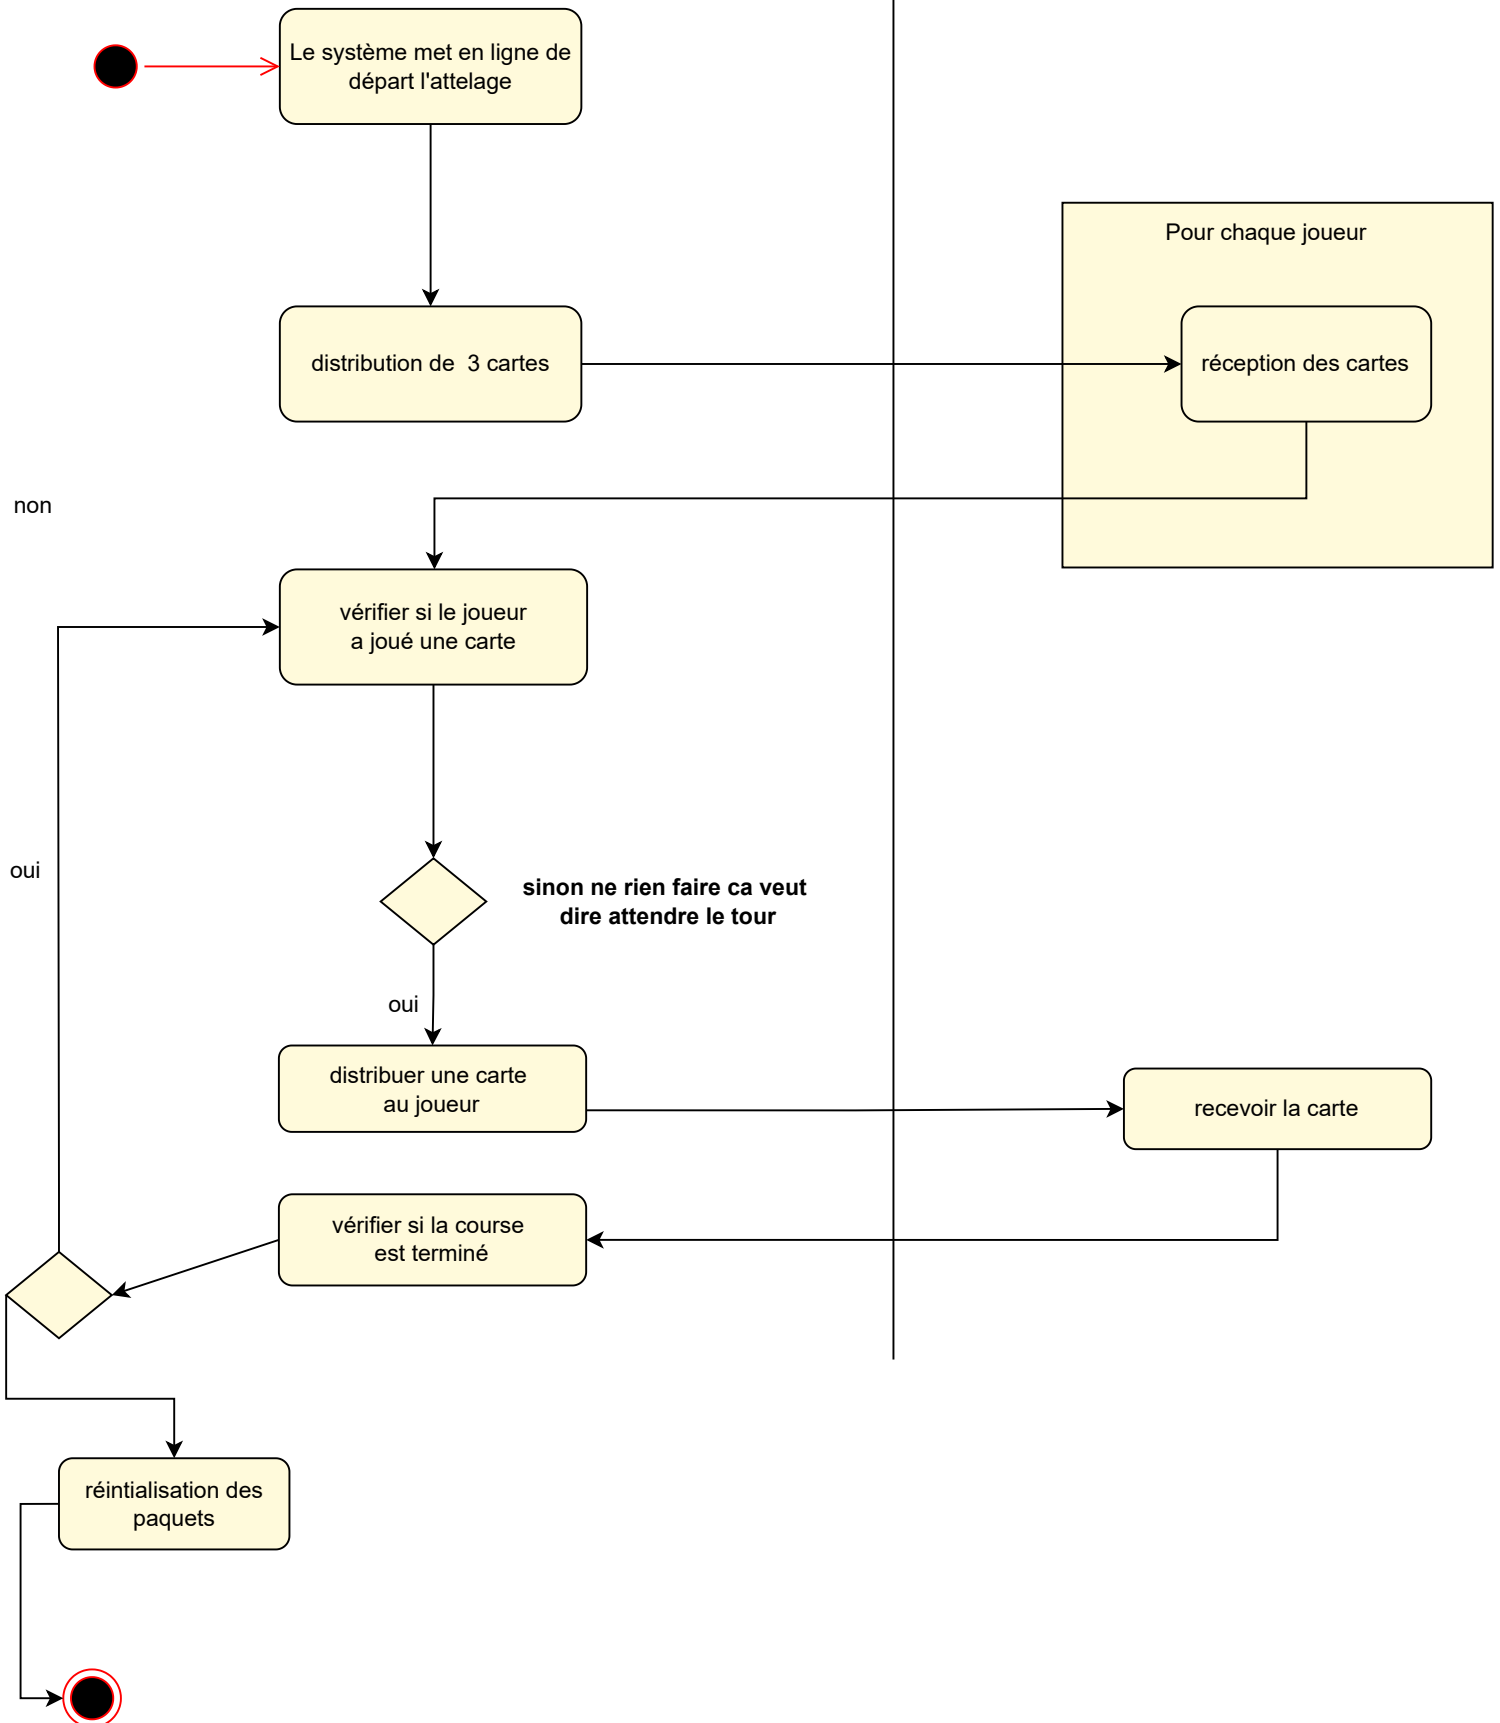 Le système met en ligne de
départ l'attelage
Pour chaque joueur
distribution de  3 cartes
réception des cartes
non
vérifier si le joueur
a joué une carte
oui
sinon ne rien faire ca veut
dire attendre le tour
oui
distribuer une carte
au joueur
recevoir la carte
vérifier si la course
est terminé
réintialisation des
paquets